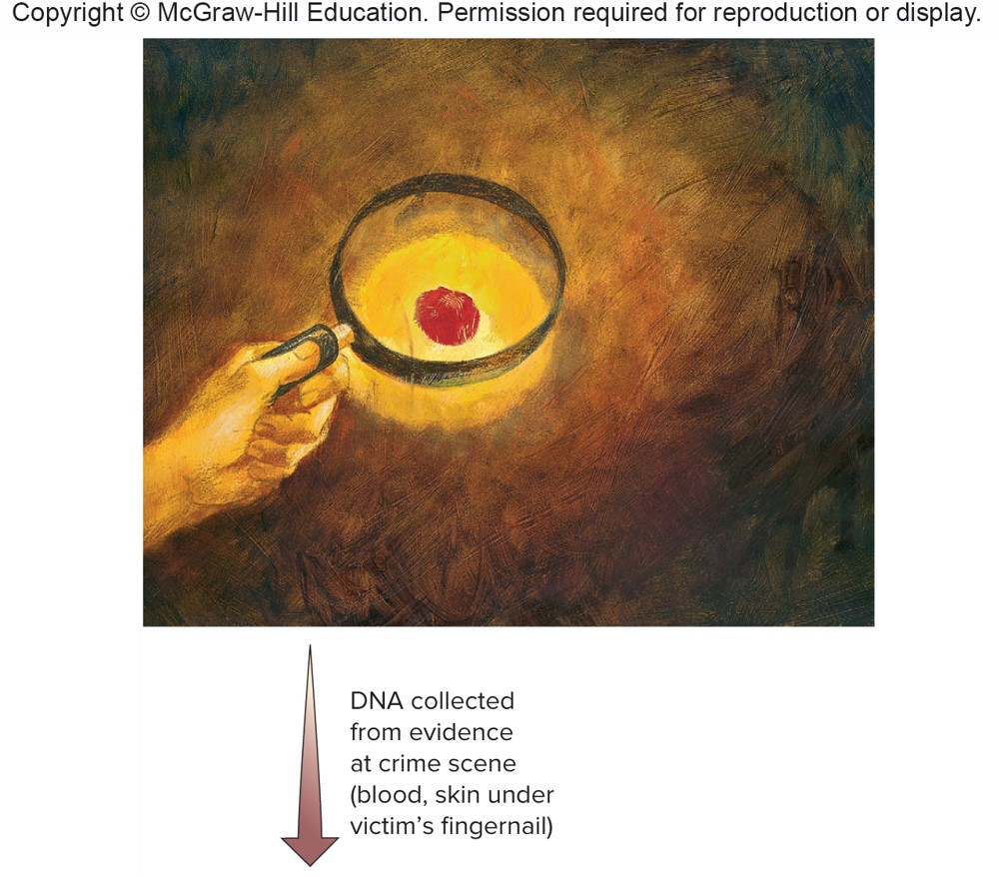 Copyright © McGraw-Hill Education. Permission required for reproduction or display.
DNA collected
from evidence
at crime scene
(blood, skin under
victim’s fingernail)